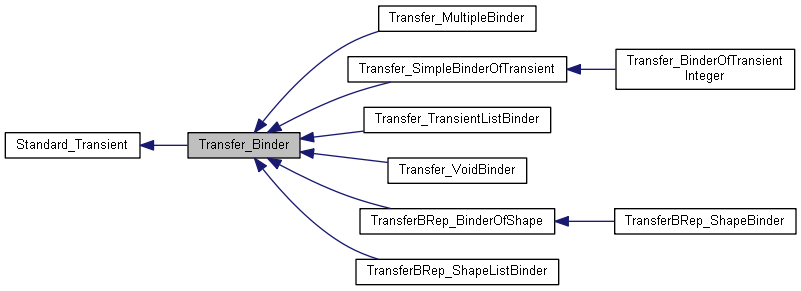 Transfer_MultipleBinder
Transfer_SimpleBinderOfTransient
Transfer_BinderOfTransient
Integer
Transfer_TransientListBinder
Standard_Transient
Transfer_Binder
Transfer_VoidBinder
TransferBRep_BinderOfShape
TransferBRep_ShapeBinder
TransferBRep_ShapeListBinder